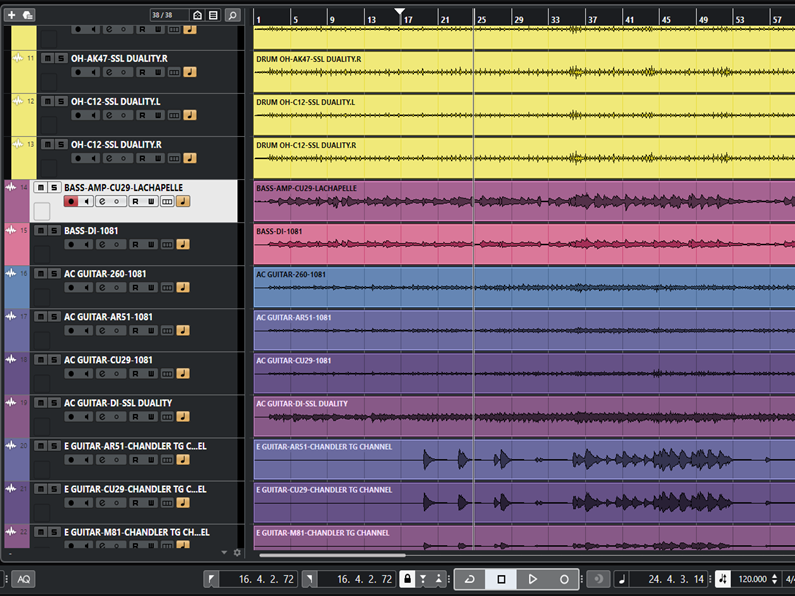 38 / 38
1 5 9 13 17 21 25 29 33 37 41 45 49 53 57
R W
11 M S OH-AK47-SSL DUALITY.R
e R W
DRUM OH-AK47-SSL DUALITY.R
12 M S OH-C12-SSL DUALITY.L
e R W
DRUM OH-C12-SSL DUALITY.L
13 M S OH-C12-SSL DUALITY.R
e R W
DRUM OH-C12-SSL DUALITY.R
14 M S BASS-AMP-CU29-LACHAPELLE
e R W
BASS-AMP-CU29-LACHAPELLE
15 M S BASS-DI-1081
e R W
BASS-DI-1081
16 M S AC GUITAR-260-1081
e R W
AC GUITAR-260-1081
17 M S AC GUITAR-AR51-1081
e R W
AC GUITAR-AR51-1081
18 M S AC GUITAR-CU29-1081
e R W
AC GUITAR-CU29-1081
19 M S AC GUITAR-DI-SSL DUALITY
e R W
AC GUITAR-DI-SSL DUALITY
20 M S E GUITAR-AR51-CHANDLER TG C...EL
e R W
E GUITAR-AR51-CHANDLER TG CHANNEL
21 M S E GUITAR-CU29-CHANDLER TG C...EL
e R W
E GUITAR-CU29-CHANDLER TG CHANNEL
22 M S E GUITAR-M81-CHANDLER TG CH...EL
e R W
E GUITAR-M81-CHANDLER TG CHANNEL
AQ 16. 4. 2. 72 16. 4. 2. 72 24. 4. 3. 14 120.000 4/4